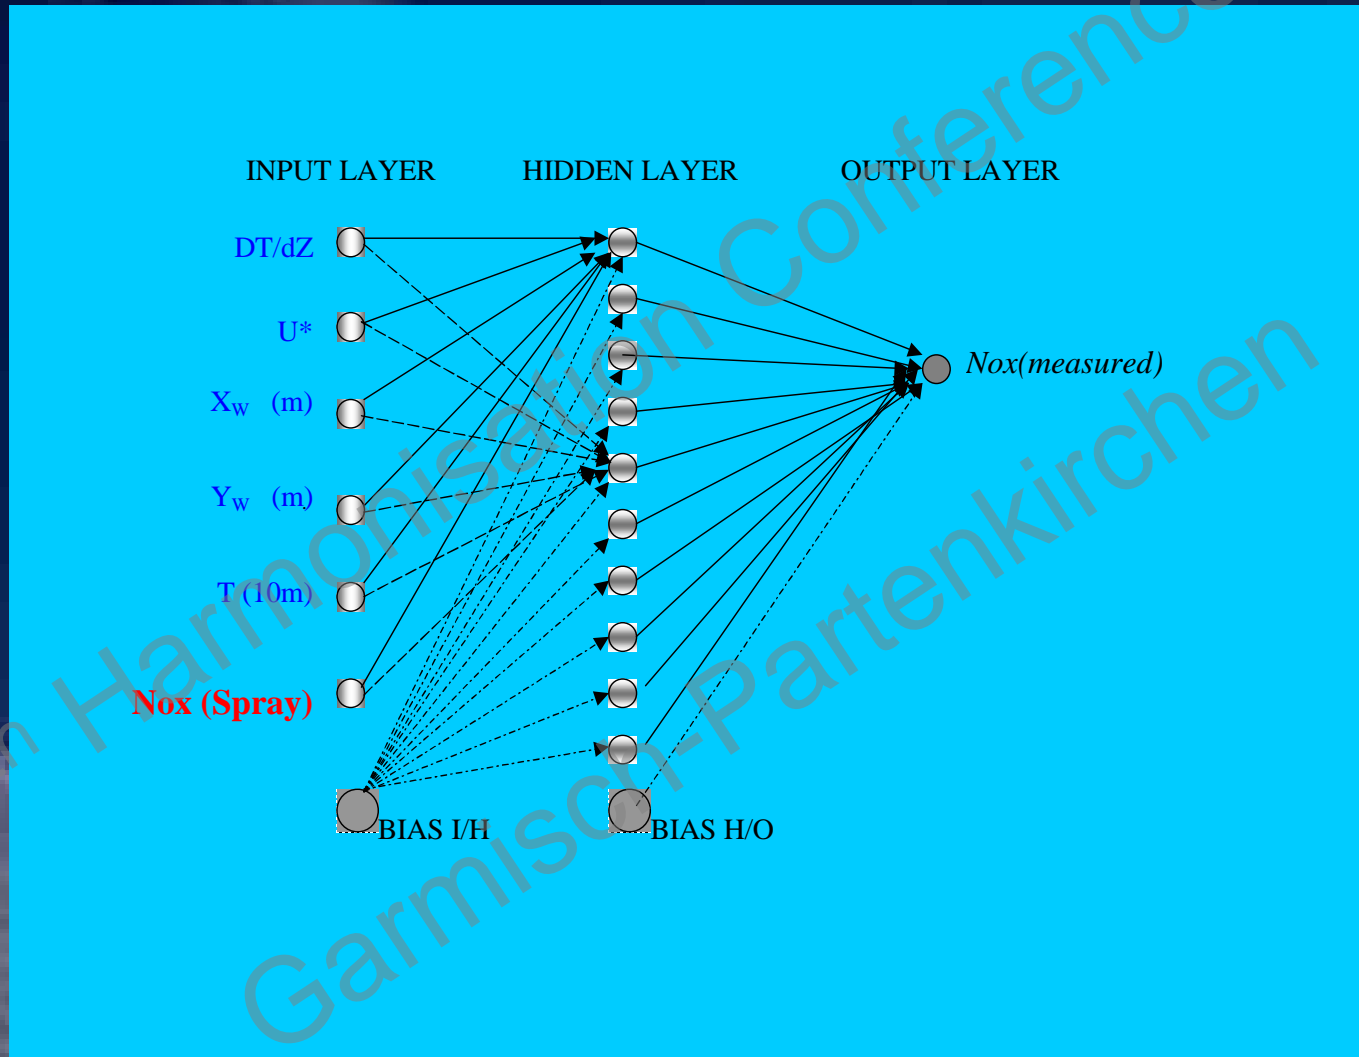 INPUT LAYER HIDDEN LAYER OUTPUT LAYER
DT/dZ
U*
Nox(measured)
XW (m)
YW (m)
T (10m)
Nox (Spray)
BIAS I/H BIAS H/O
Harmonisation Conference
Garmisch-Partenkirchen